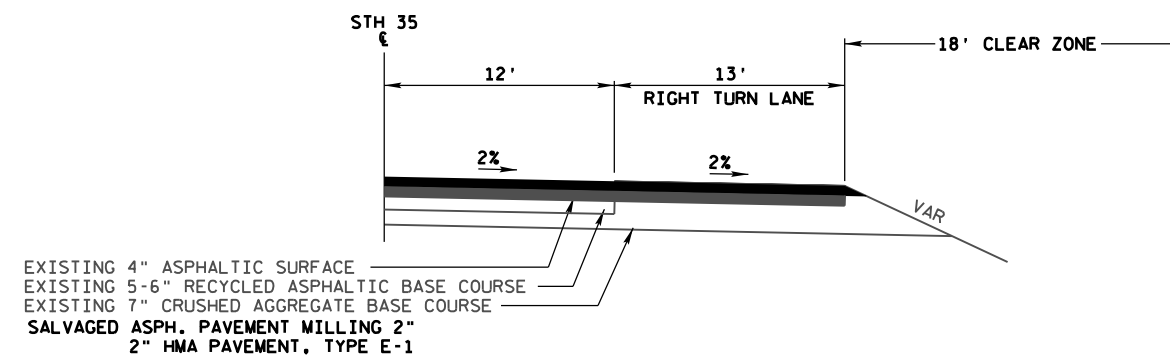 STH 35
℄
12'
13'
RIGHT TURN LANE
18' CLEAR ZONE
2%
2%
VAR
EXISTING 4" ASPHALTIC SURFACE
EXISTING 5-6" RECYCLED ASPHALTIC BASE COURSE
EXISTING 7" CRUSHED AGGREGATE BASE COURSE
SALVAGED ASPH. PAVEMENT MILLING 2"
2" HMA PAVEMENT, TYPE E-1